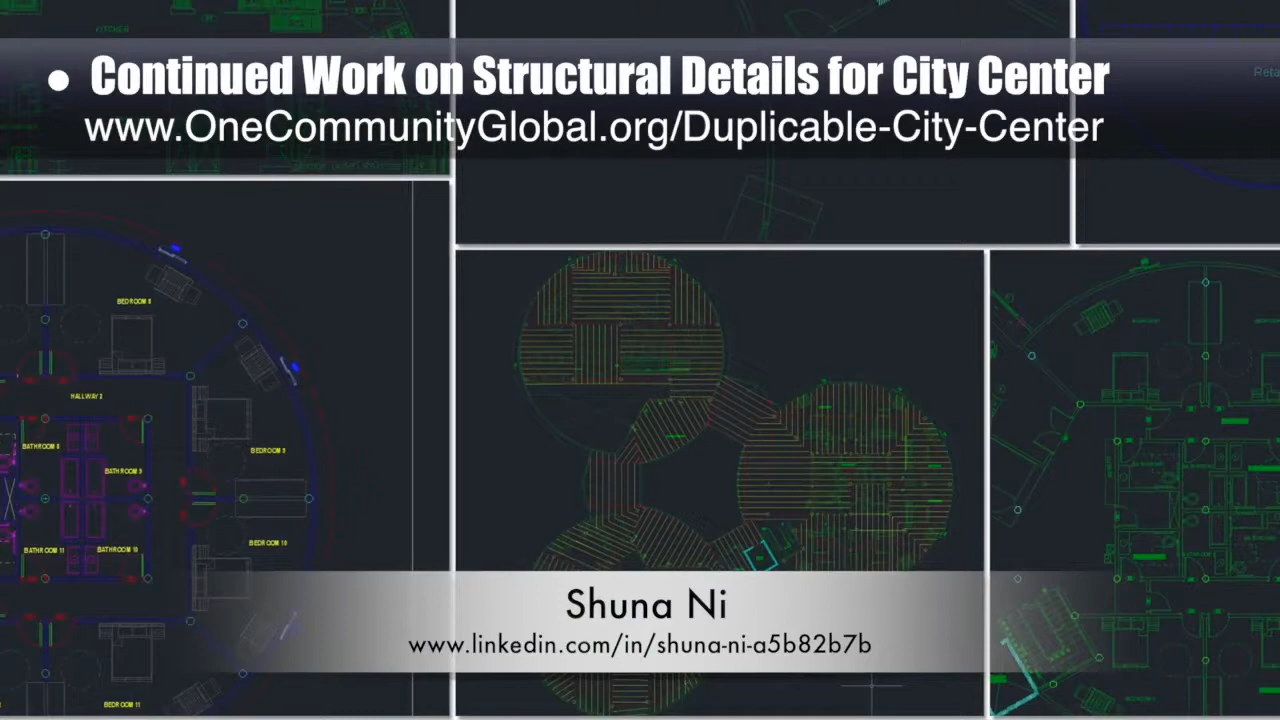 KITCHEN
• Continued Work on Structural Details for City Center
www.OneCommunityGlobal.org/Duplicable-City-Center
BEDROOM 8
HALLWAY 2
BATHROOM 8
BATHROOM 9
BEDROOM 9
BATHROOM 11
BATHROOM 10
BEDROOM 10
BEDROOM 11
Shuna Ni
www.linkedin.com/in/shuna-ni-a5b82b7b